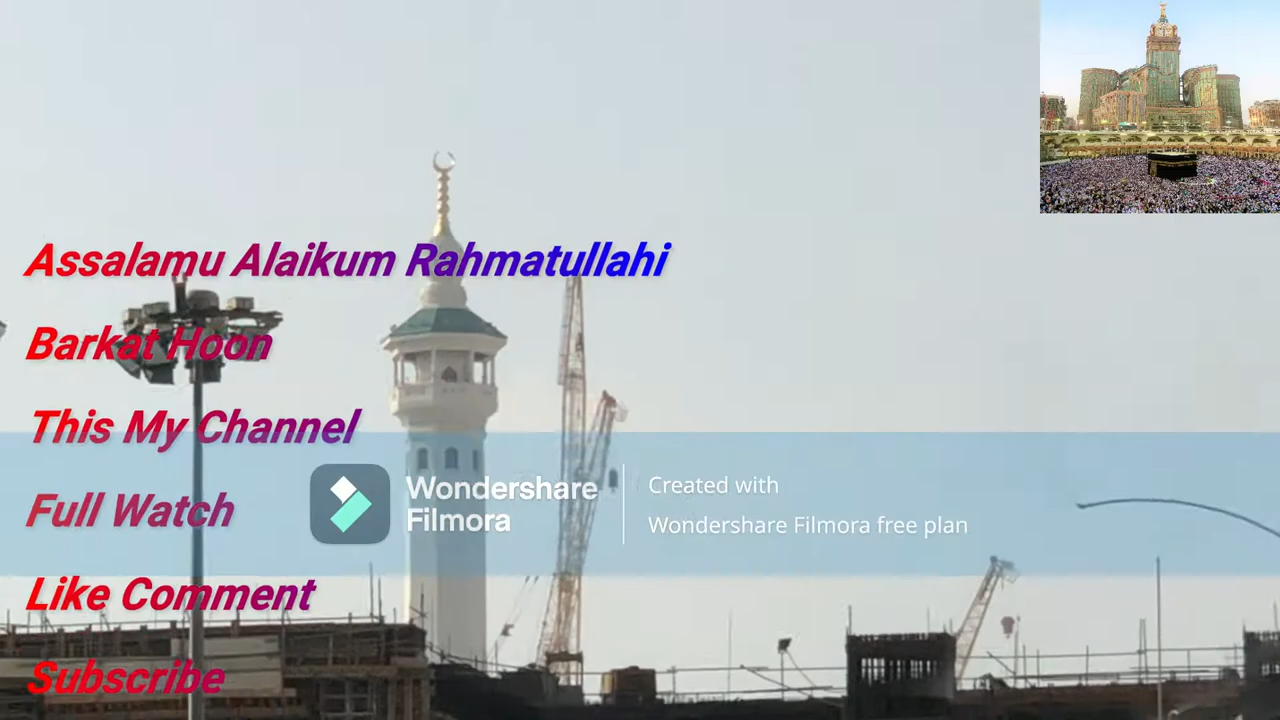 Assalamu Alaikum Rahmatullahi
Barkat Hoon
This My Channel
Full Watch
Like Comment
Subscribe
Wondershare
Filmora
Created with
Wondershare Filmora free plan